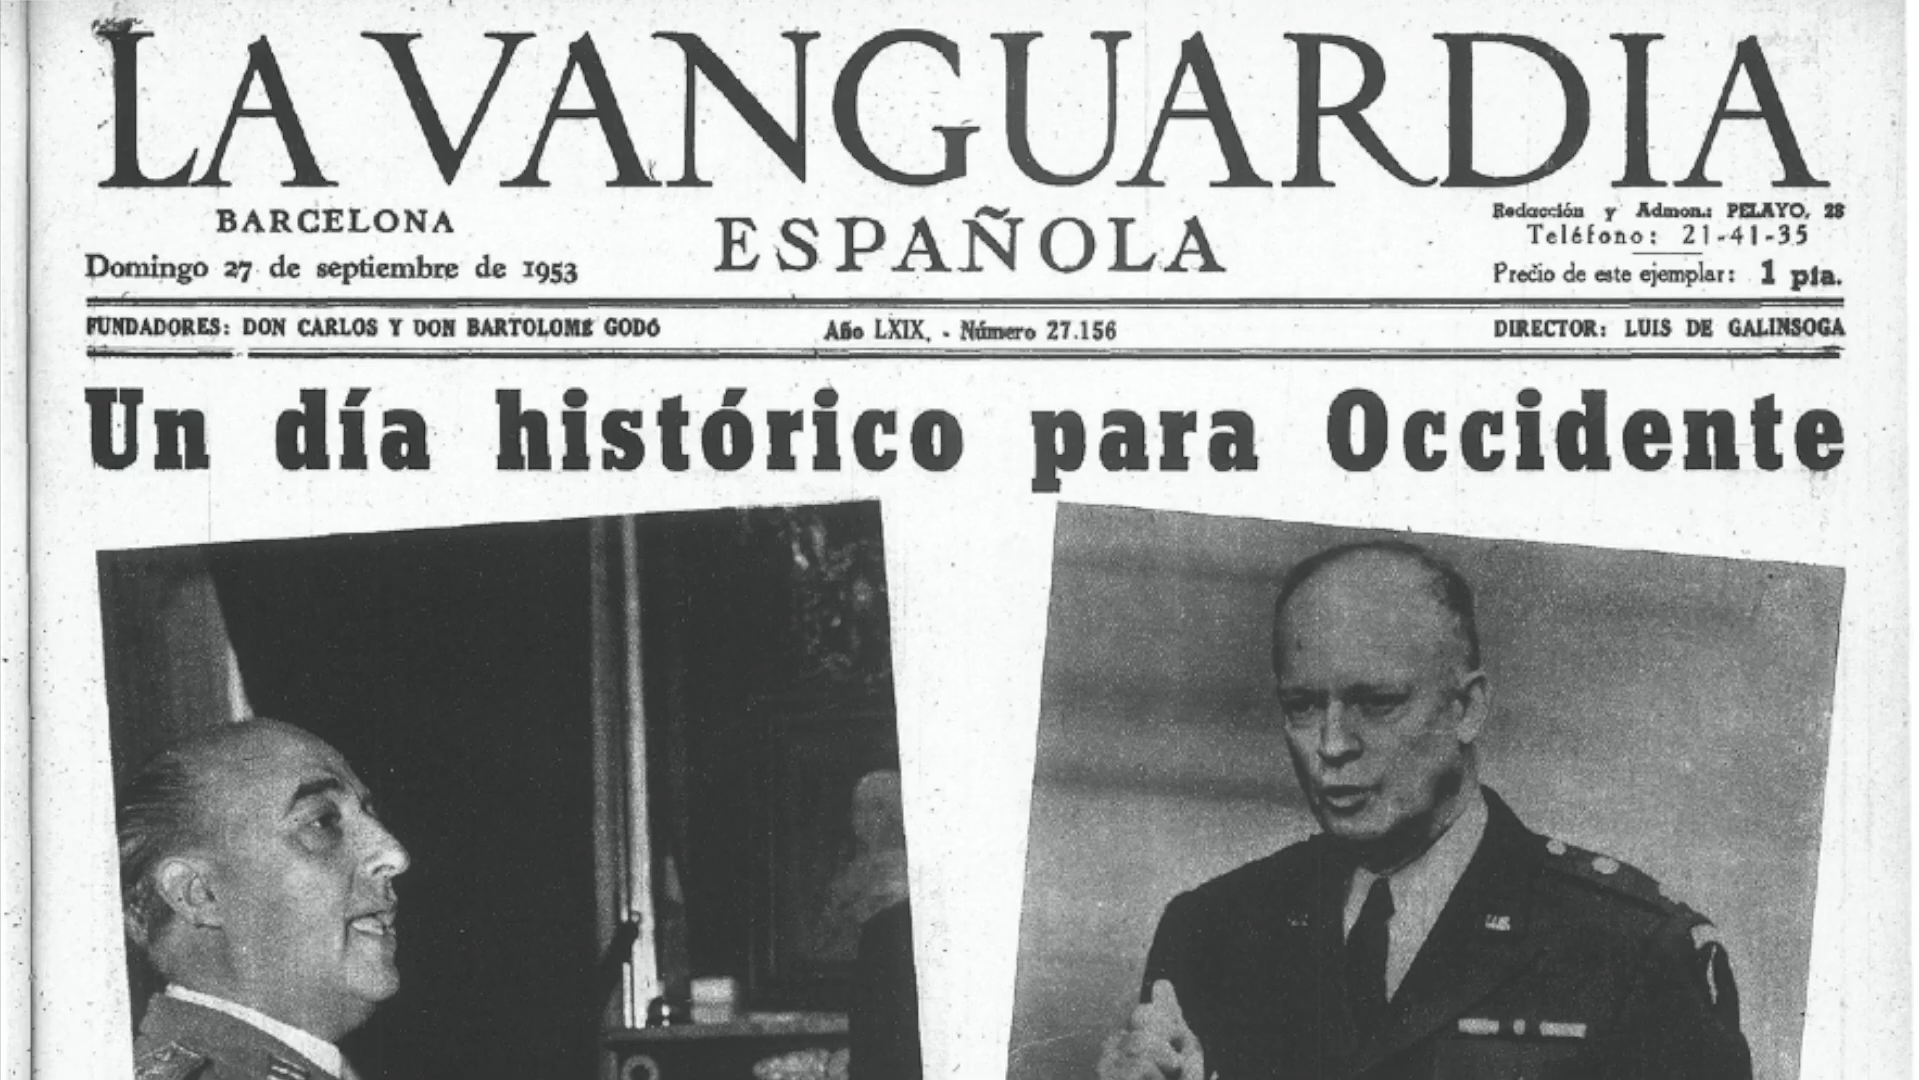 LA VANGUARDIA
ESPAÑOLA
BARCELONA
Domingo 27 de septiembre de 1953
Redacción y Admon.: PELAYO, 28
Teléfono: 21-41-35
Precio de este ejemplar: 1 pta.
FUNDADORES: DON CARLOS Y DON BARTOLOMÉ GODÓ
Año LXIX. - Número 27.156
DIRECTOR: LUIS DE GALINSOGA
Un día histórico para Occidente
U.S.